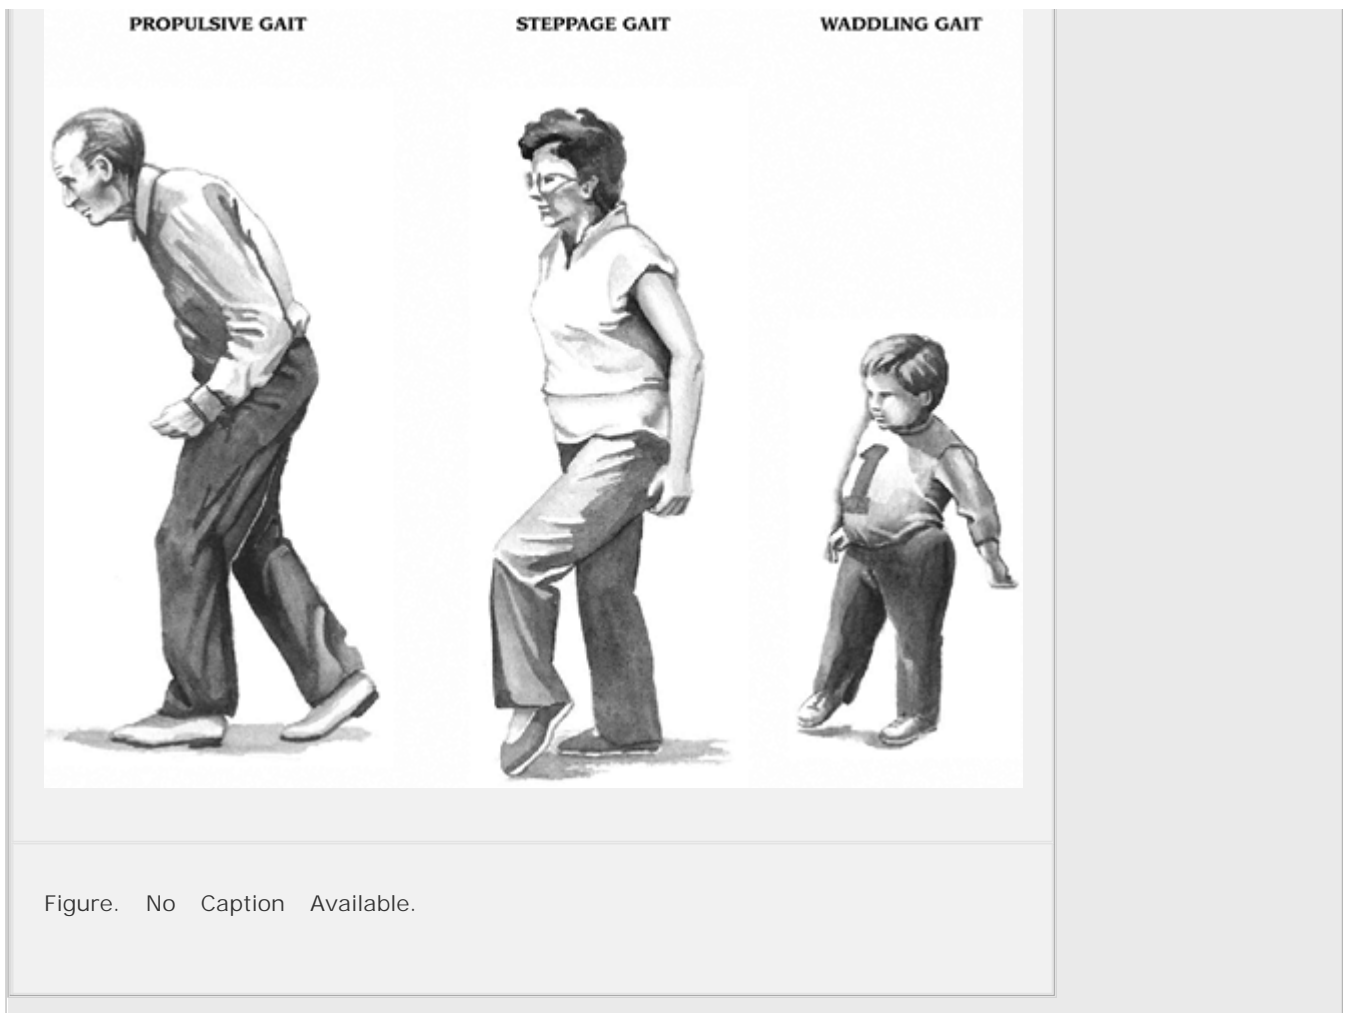 PROPULSIVE GAIT
STEPPAGE GAIT
WADDLING GAIT
1
Figure. No Caption Available.